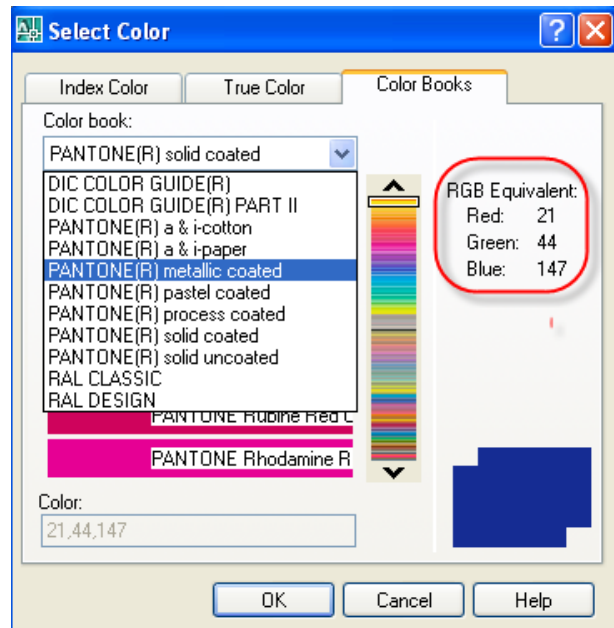 Select Color
Index Color
True Color
Color Books
Color book:
PANTONE(R) solid coated
DIC COLOR GUIDE(R)
DIC COLOR GUIDE(R) PART II
PANTONE(R) a & i-cotton
PANTONE(R) a & i-paper
PANTONE(R) metallic coated
PANTONE(R) pastel coated
PANTONE(R) process coated
PANTONE(R) solid coated
PANTONE(R) solid uncoated
RAL CLASSIC
RAL DESIGN
PANTONE Rubine Red C
PANTONE Rhodamine R
RGB Equivalent:
Red: 21
Green: 44
Blue: 147
Color:
21,44,147
OK
Cancel
Help